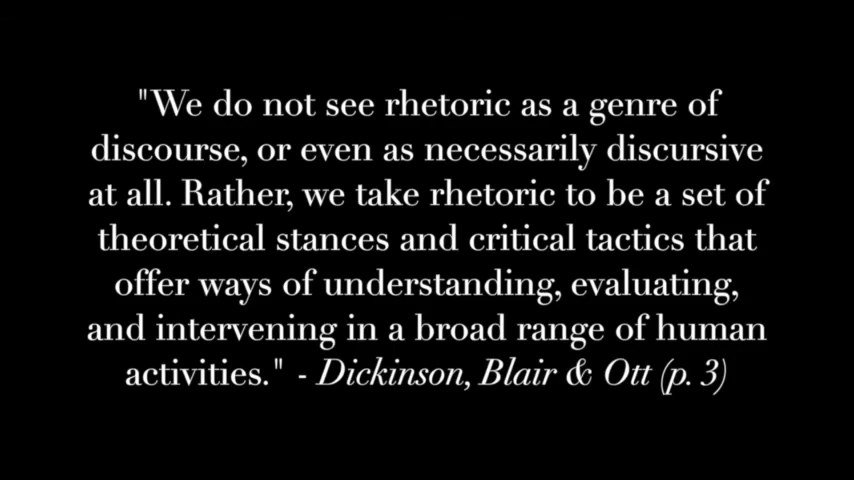 "We do not see rhetoric as a genre of
discourse, or even as necessarily discursive
at all. Rather, we take rhetoric to be a set of
theoretical stances and critical tactics that
offer ways of understanding, evaluating,
and intervening in a broad range of human
activities." - Dickinson, Blair & Ott (p. 3)